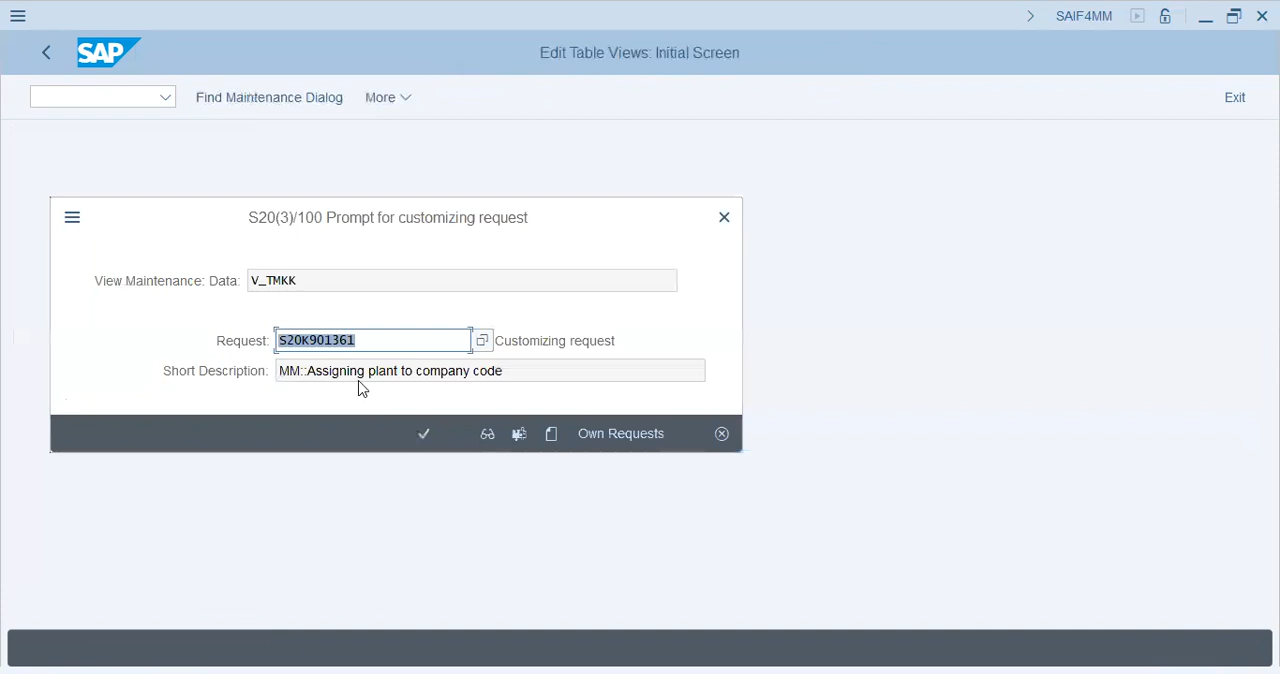 SAIF4MM
SAP
Edit Table Views: Initial Screen
Find Maintenance Dialog More Exit
S20(3)/100 Prompt for customizing request
View Maintenance: Data: V_TMKK
Request: S20K901361 Customizing request
Short Description: MM::Assigning plant to company code
Own Requests